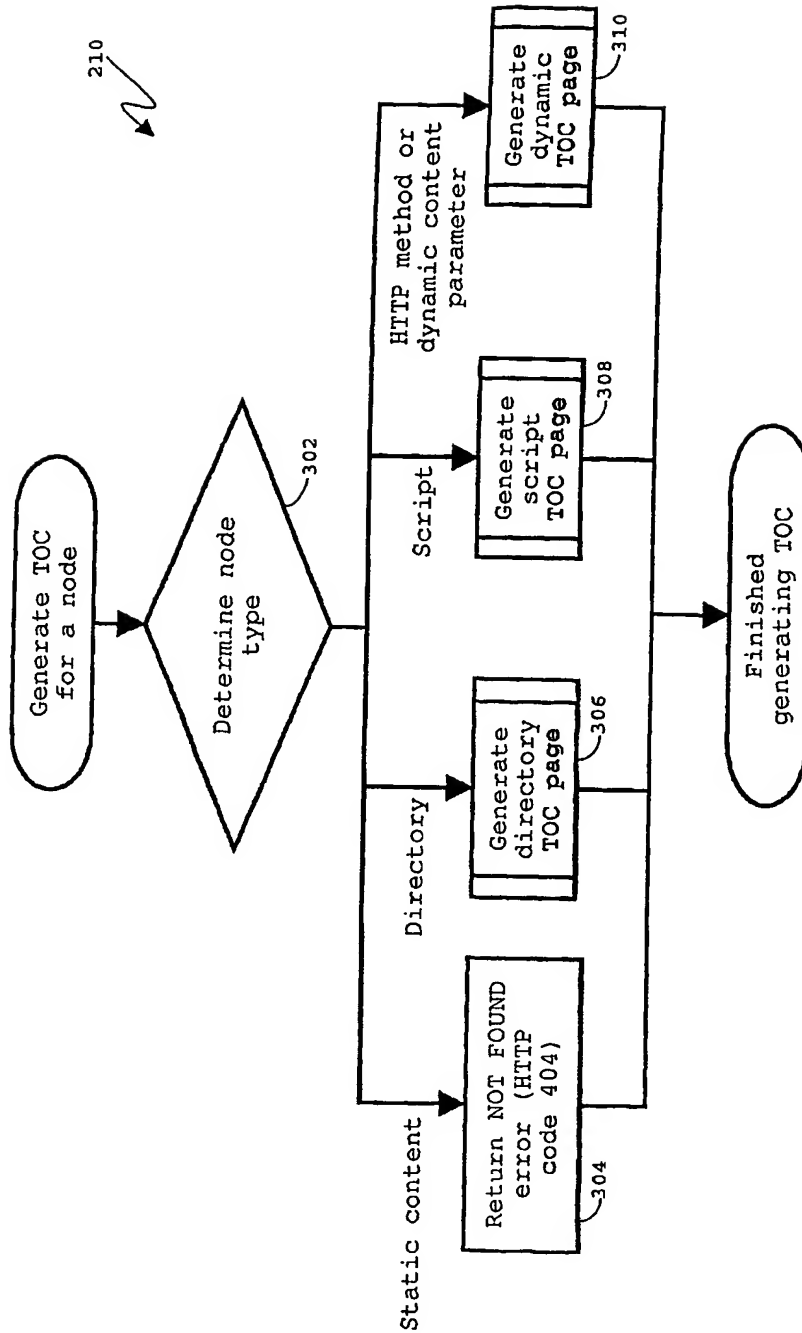 210
Generate TOC
for a node
Determine node
type
302
Static content
Directory
Script
HTTP method or
dynamic content
parameter
Return NOT FOUND
error (HTTP
code 404)
304
Generate
directory
TOC page
306
Generate
script
TOC page
308
Generate
dynamic
TOC page
310
Finished
generating TOC